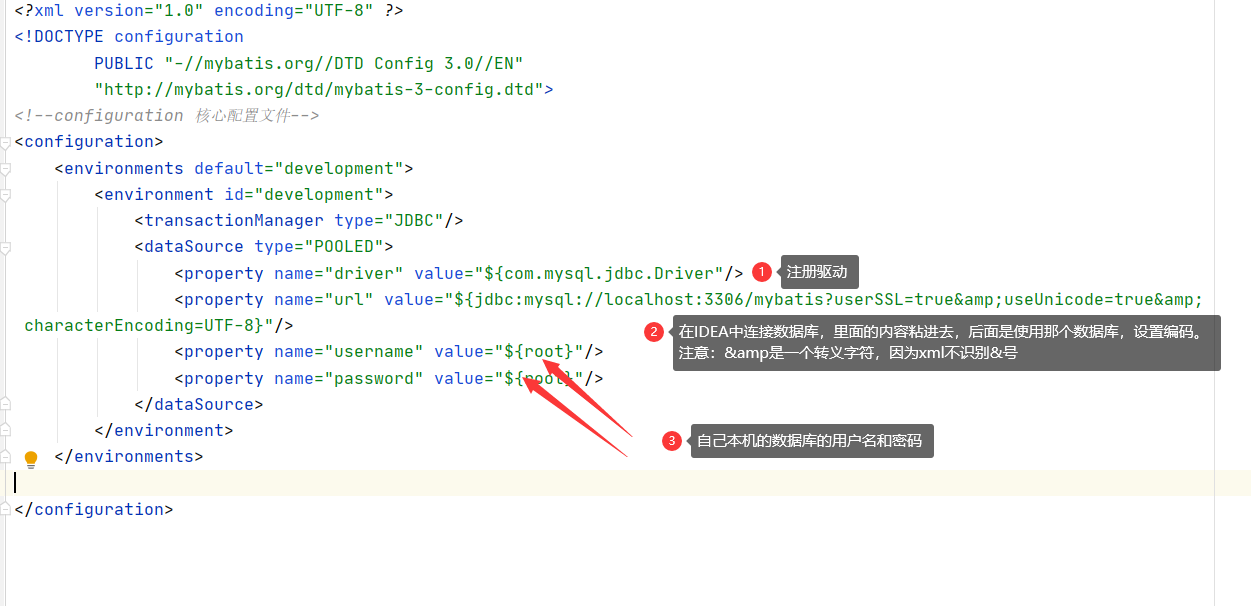 <?xml version="1.0" encoding="UTF-8" ?>
<!DOCTYPE configuration
PUBLIC "-//mybatis.org//DTD Config 3.0//EN"
"http://mybatis.org/dtd/mybatis-3-config.dtd">
<!--configuration 核心配置文件-->
<configuration>
<environments default="development">
<environment id="development">
<transactionManager type="JDBC"/>
<dataSource type="POOLED">
<property name="driver" value="${com.mysql.jdbc.Driver"/> 1 注册驱动
<property name="url" value="${jdbc:mysql://localhost:3306/mybatis?userSSL=true&amp;useUnicode=true&amp;
characterEncoding=UTF-8}"/>
2 在IDEA中连接数据库，里面的内容粘进去，后面是使用那个数据库，设置编码。
注意：&amp是一个转义字符，因为xml不识别&号
<property name="username" value="${root}"/>
<property name="password" value="${root}"/>
</dataSource>
</environment>
3 自己本机的数据库的用户名和密码
</environments>
</configuration>